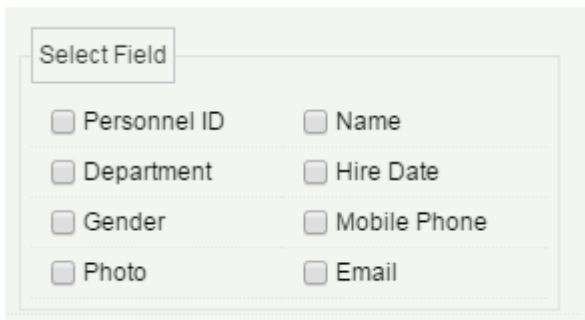 Select Field
Personnel ID Name
Department Hire Date
Gender Mobile Phone
Photo Email